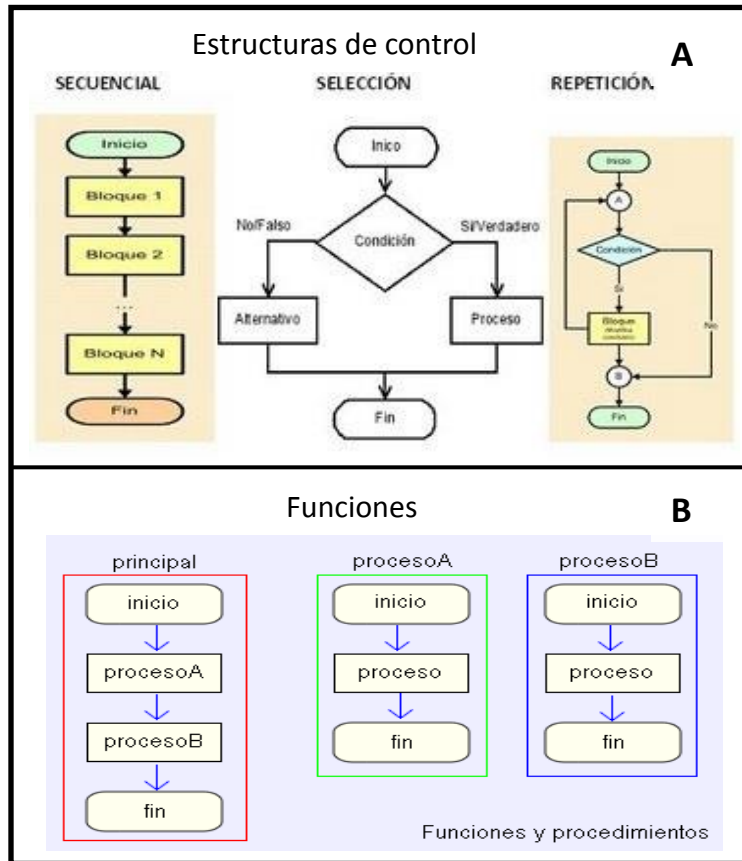 Estructuras de control
A
SECUENCIAL
Inicio
Bloque 1
Bloque 2
...
Bloque N
Fin
SELECCIÓN
Inico
Condición
No/Falso
Si/Verdadero
Alternativo
Proceso
Fin
REPETICIÓN
Inicio
A
Condición
Si
No
Bloque
B
Fin
Funciones
B
principal
inicio
procesoA
procesoB
fin
procesoA
inicio
proceso
fin
procesoB
inicio
proceso
fin
Funciones y procedimientos